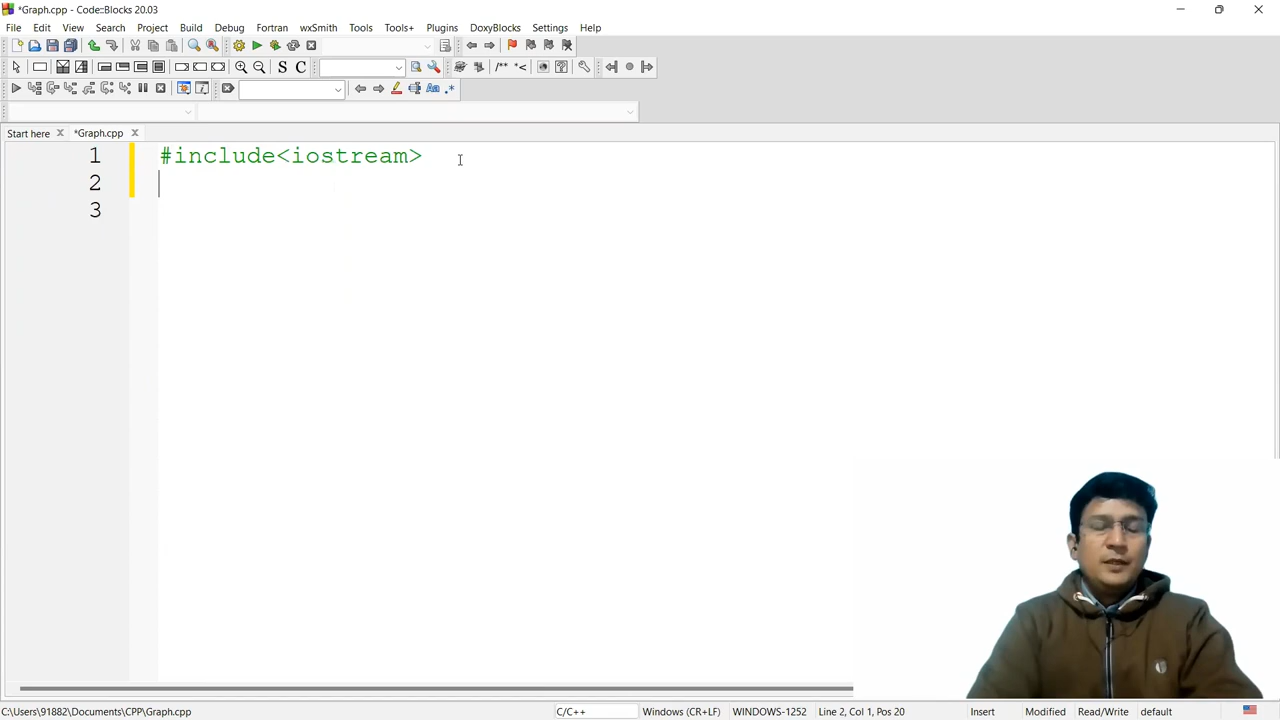 *Graph.cpp - Code::Blocks 20.03
File Edit View Search Project Build Debug Fortran wxSmith Tools Tools+ Plugins DoxyBlocks Settings Help
S C /** *<
Aa .*
Start here *Graph.cpp
1 #include<iostream>
2
3
C:\Users\91882\Documents\CPP\Graph.cpp C/C++ Windows (CR+LF) WINDOWS-1252 Line 2, Col 1, Pos 20 Insert Modified Read/Write default